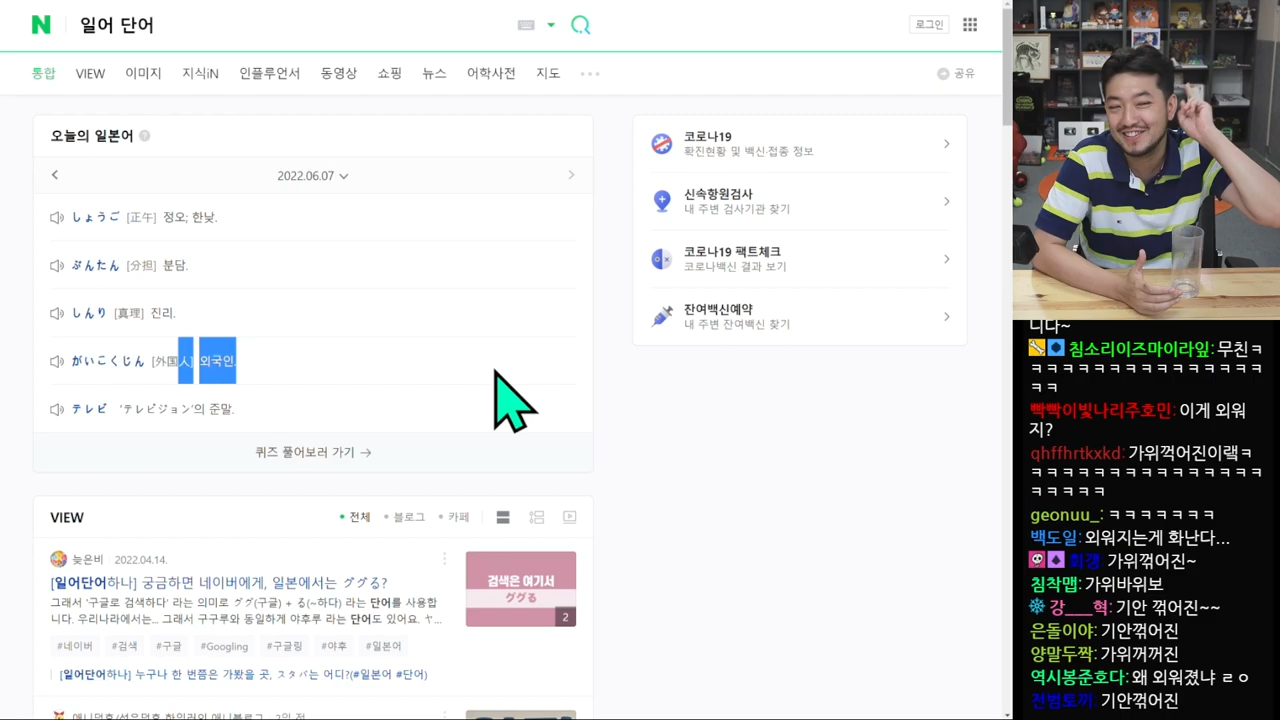 N 일어 단어
로그인
통합 VIEW 이미지 지식iN 인플루언서 동영상 쇼핑 뉴스 어학사전 지도
공유
오늘의 일본어
2022.06.07
しょうご [正午] 정오; 한낮.
ぶんたん [分担] 분담.
しんり [真理] 진리.
がいこくじん [外国人] 외국인.
テレビ ‘テレビジョン’의 준말.
퀴즈 풀어보러 가기 →
코로나19
확진현황 및 백신·접종 정보
신속항원검사
내 주변 검사기관 찾기
코로나19 팩트체크
코로나백신 결과 보기
잔여백신예약
내 주변 잔여백신 찾기
VIEW
전체 블로그 카페
늦은비 2022.04.14.
[일어단어하나] 궁금하면 네이버에게, 일본에서는 ググる?
그래서 '구글로 검색하다' 라는 의미로 ググ(구글) + る(~하다) 라는 단어를 사용합
니다. 우리나라에서는... 그래서 구구루와 동일하게 야후루 라는 단어도 있어요. ヤ...
#네이버 #검색 #구글 #Googling #구글링 #야후 #일본어
[일어단어하나] 누구나 한 번쯤은 가봤을 곳, スタバ는 어디?(#일본어 #단어)
검색은 여기서
ググる
2
니다~
침소리이즈마이라잎: 무친ㅋ
ㅋㅋㅋㅋㅋㅋㅋㅋㅋㅋㅋㅋㅋㅋㅋ
ㅋㅋ
빡빡이빛나리주호민: 이게 외워
지?
qhffhrtkxkd: 가위꺽어진이랰ㅋ
ㅋㅋㅋㅋㅋㅋㅋㅋㅋㅋㅋㅋㅋㅋㅋ
ㅋㅋㅋㅋㅋ
geonuu_: ㅋㅋㅋㅋㅋㅋㅋ
백도일: 외워지는게 화난다...
가위꺾어진~
침착맵: 가위바위보
강___혁: 기안 꺾어진~~
은돌이야: 기안꺾어진
양말두짝: 가위꺼꺼진
역시봉준호다: 왜 외워졌냐 ㄹㅇ
전범토끼: 기안꺾어진